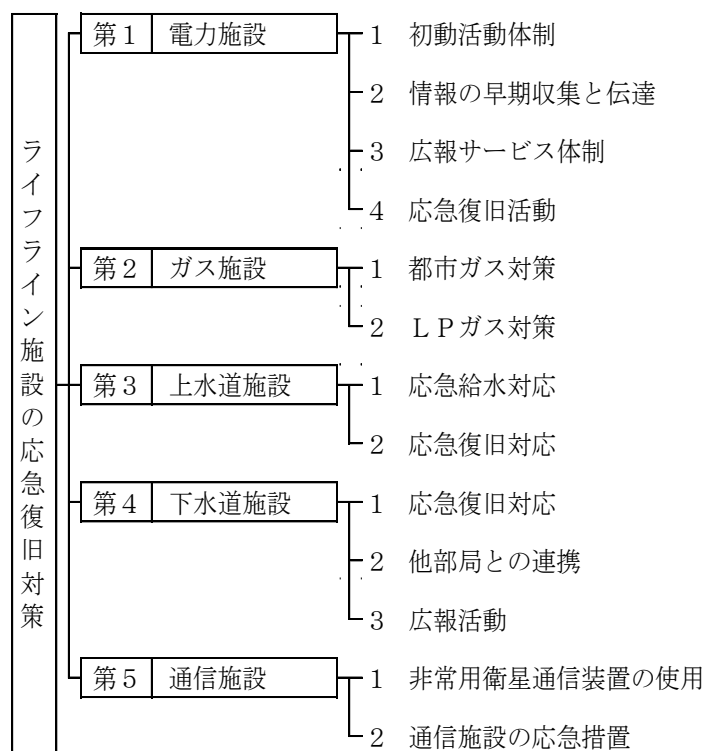 ライフライン施設の応急復旧対策
第１ 電力施設
１ 初動活動体制
２ 情報の早期収集と伝達
３ 広報サービス体制
４ 応急復旧活動
第２ ガス施設
１ 都市ガス対策
２ ＬＰガス対策
第３ 上水道施設
１ 応急給水対応
２ 応急復旧対応
第４ 下水道施設
１ 応急復旧対応
２ 他部局との連携
３ 広報活動
第５ 通信施設
１ 非常用衛星通信装置の使用
２ 通信施設の応急措置